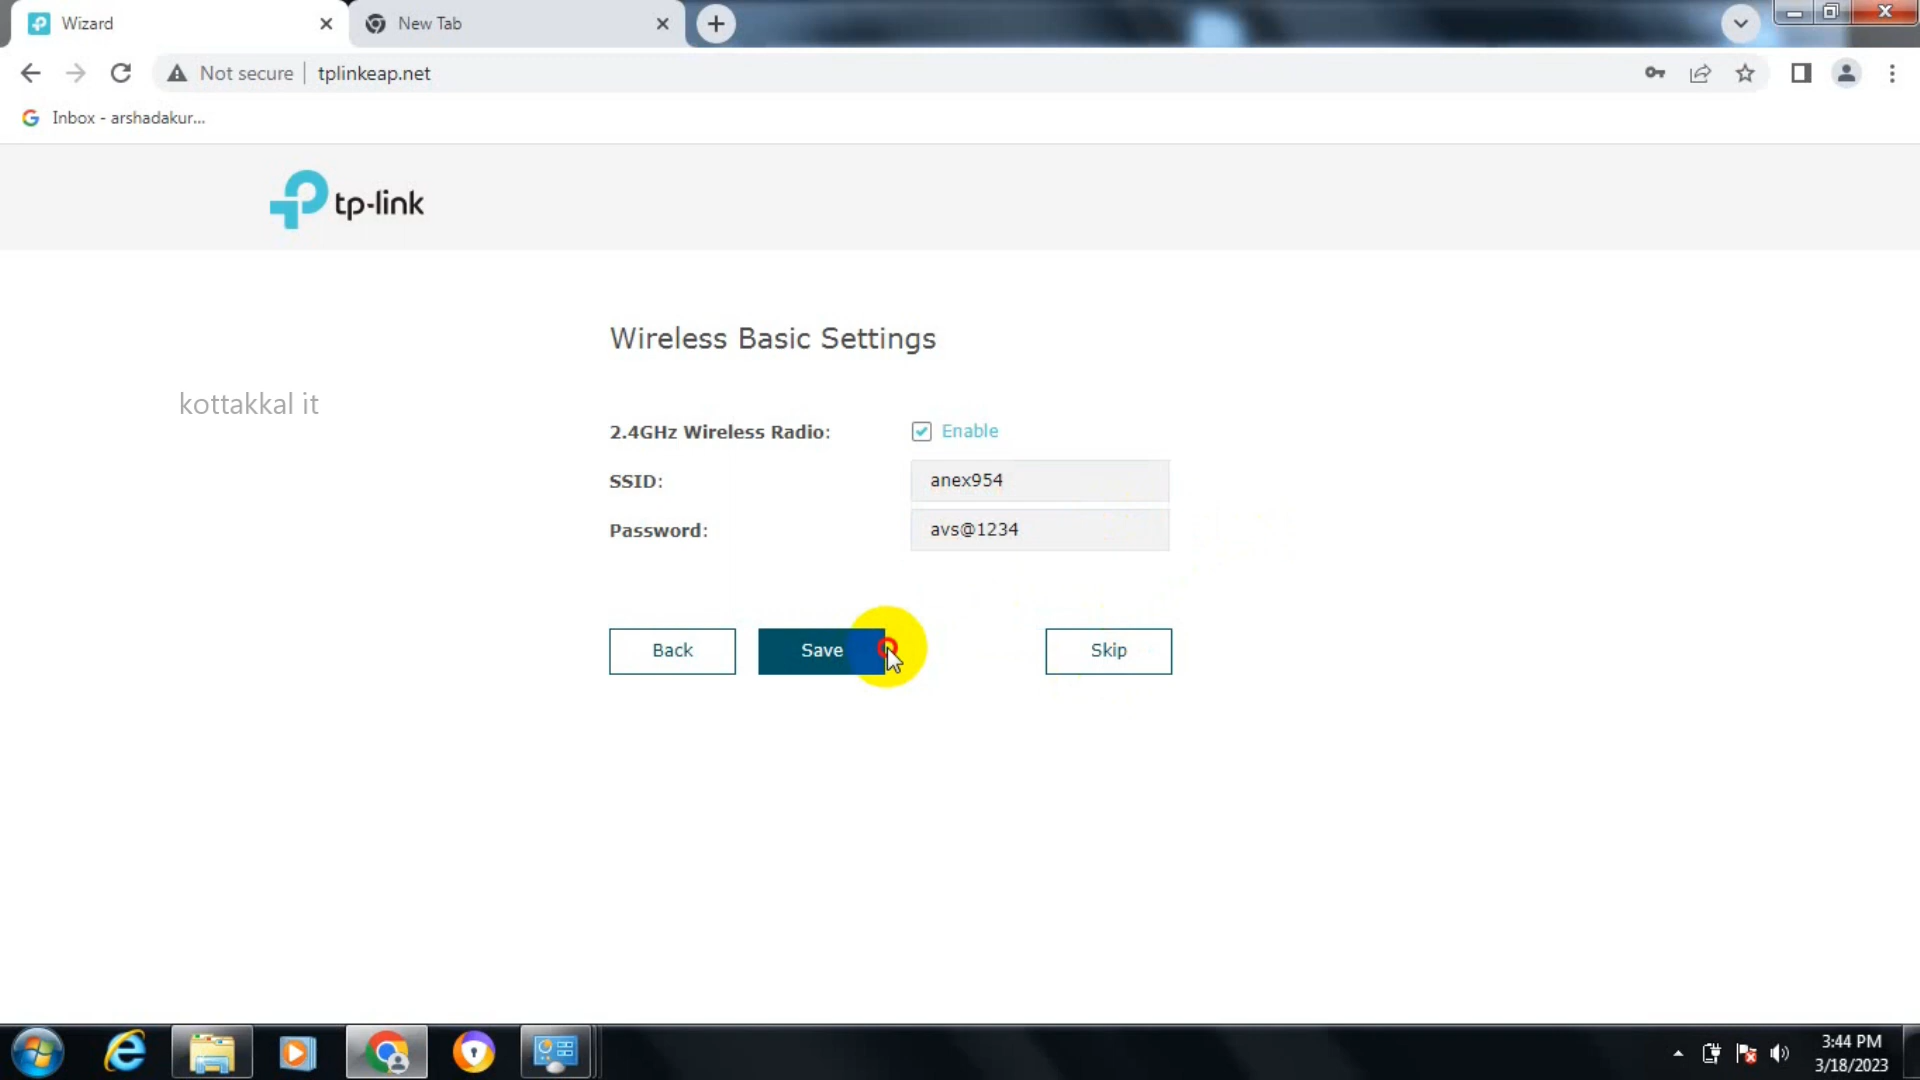 Wizard
New Tab
Not secure
tplinkeap.net
Inbox - arshadakur...
tp-link
Wireless Basic Settings
kottakkal it
2.4GHz Wireless Radio:
Enable
SSID:
anex954
Password:
avs@1234
Back
Save
Skip
3:44 PM
3/18/2023